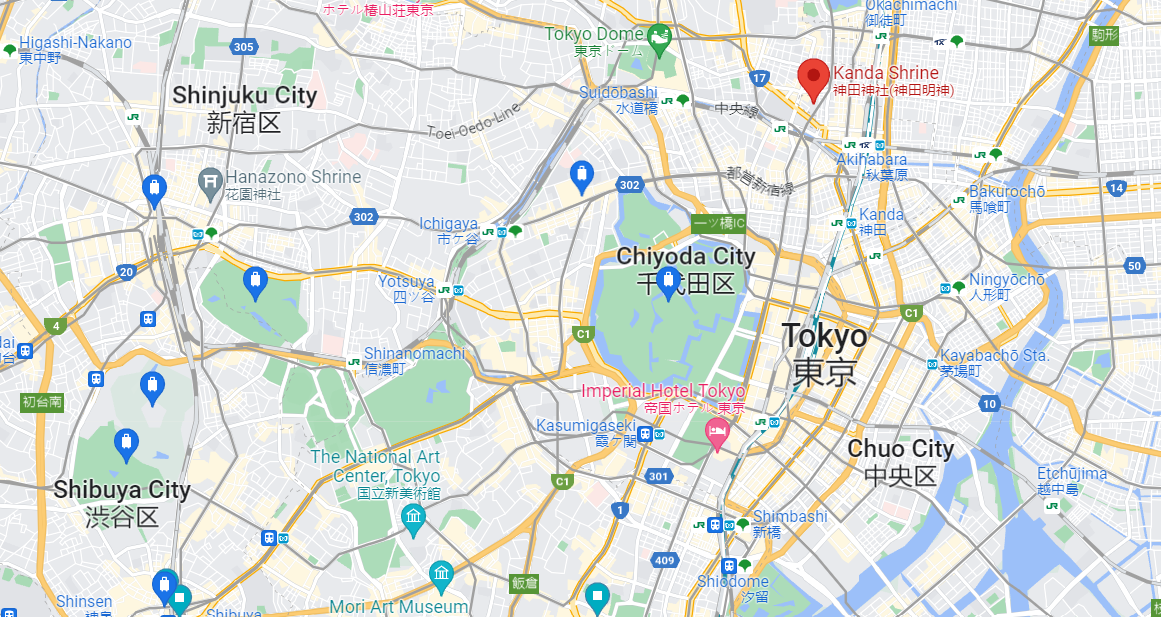 ホテル椿山荘東京
Okachimachi
御徒町
Higashi-Nakano
東中野
305
Tokyo Dome
東京ドーム
駒形
17
Kanda Shrine
神田神社(神田明神)
Shinjuku City
新宿区
Suidōbashi
水道橋
中央線
Toei-Oedo-Line
Akihabara
秋葉原
Hanazono Shrine
花園神社
302
都営新宿線
Bakurochō
馬喰町
14
302
Ichigaya
市ケ谷
一ツ橋IC
Kanda
神田
Chiyoda City
千代田区
20
50
Yotsuya
四ツ谷
Ningyōchō
人形町
4
C1
C1
Tokyo
東京
Shinanomachi
信濃町
Kayabachō Sta.
茅場町
初台南
Imperial Hotel Tokyo
帝国ホテル 東京
10
Kasumigaseki
霞ケ関
The National Art
Center, Tokyo
国立新美術館
Chuo City
中央区
301
C1
Etchūjima
越中島
Shibuya City
渋谷区
1
Shimbashi
新橋
409
飯倉
Shiodome
汐留
Mori Art Museum
Shinsen
Shibuya